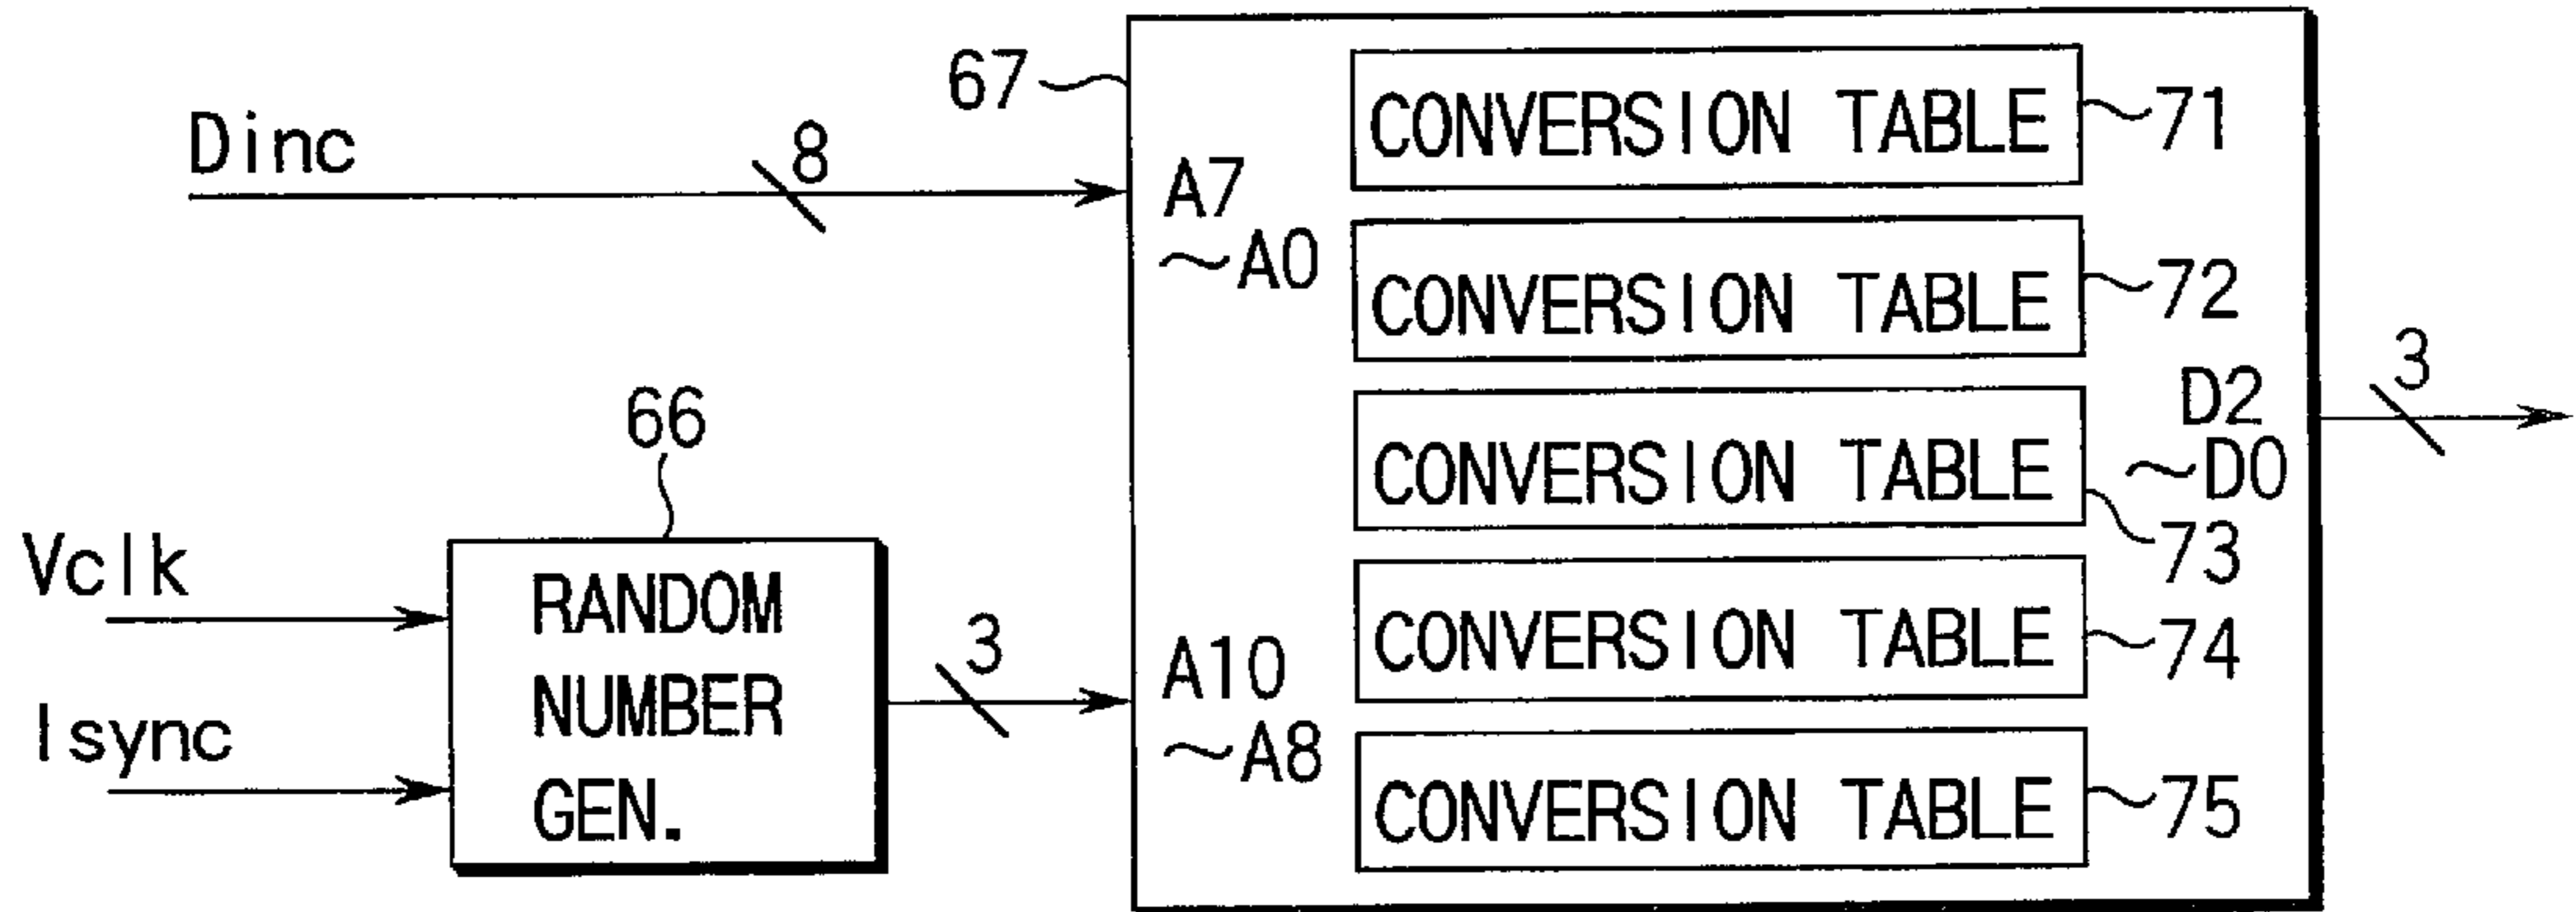 67
CONVERSION TABLE
71
Dinc
8
A7
~A0
CONVERSION TABLE
72
66
CONVERSION TABLE
73
D2
~D0
3
Vclk
Isync
RANDOM
NUMBER
GEN.
3
A10
~A8
CONVERSION TABLE
74
CONVERSION TABLE
75